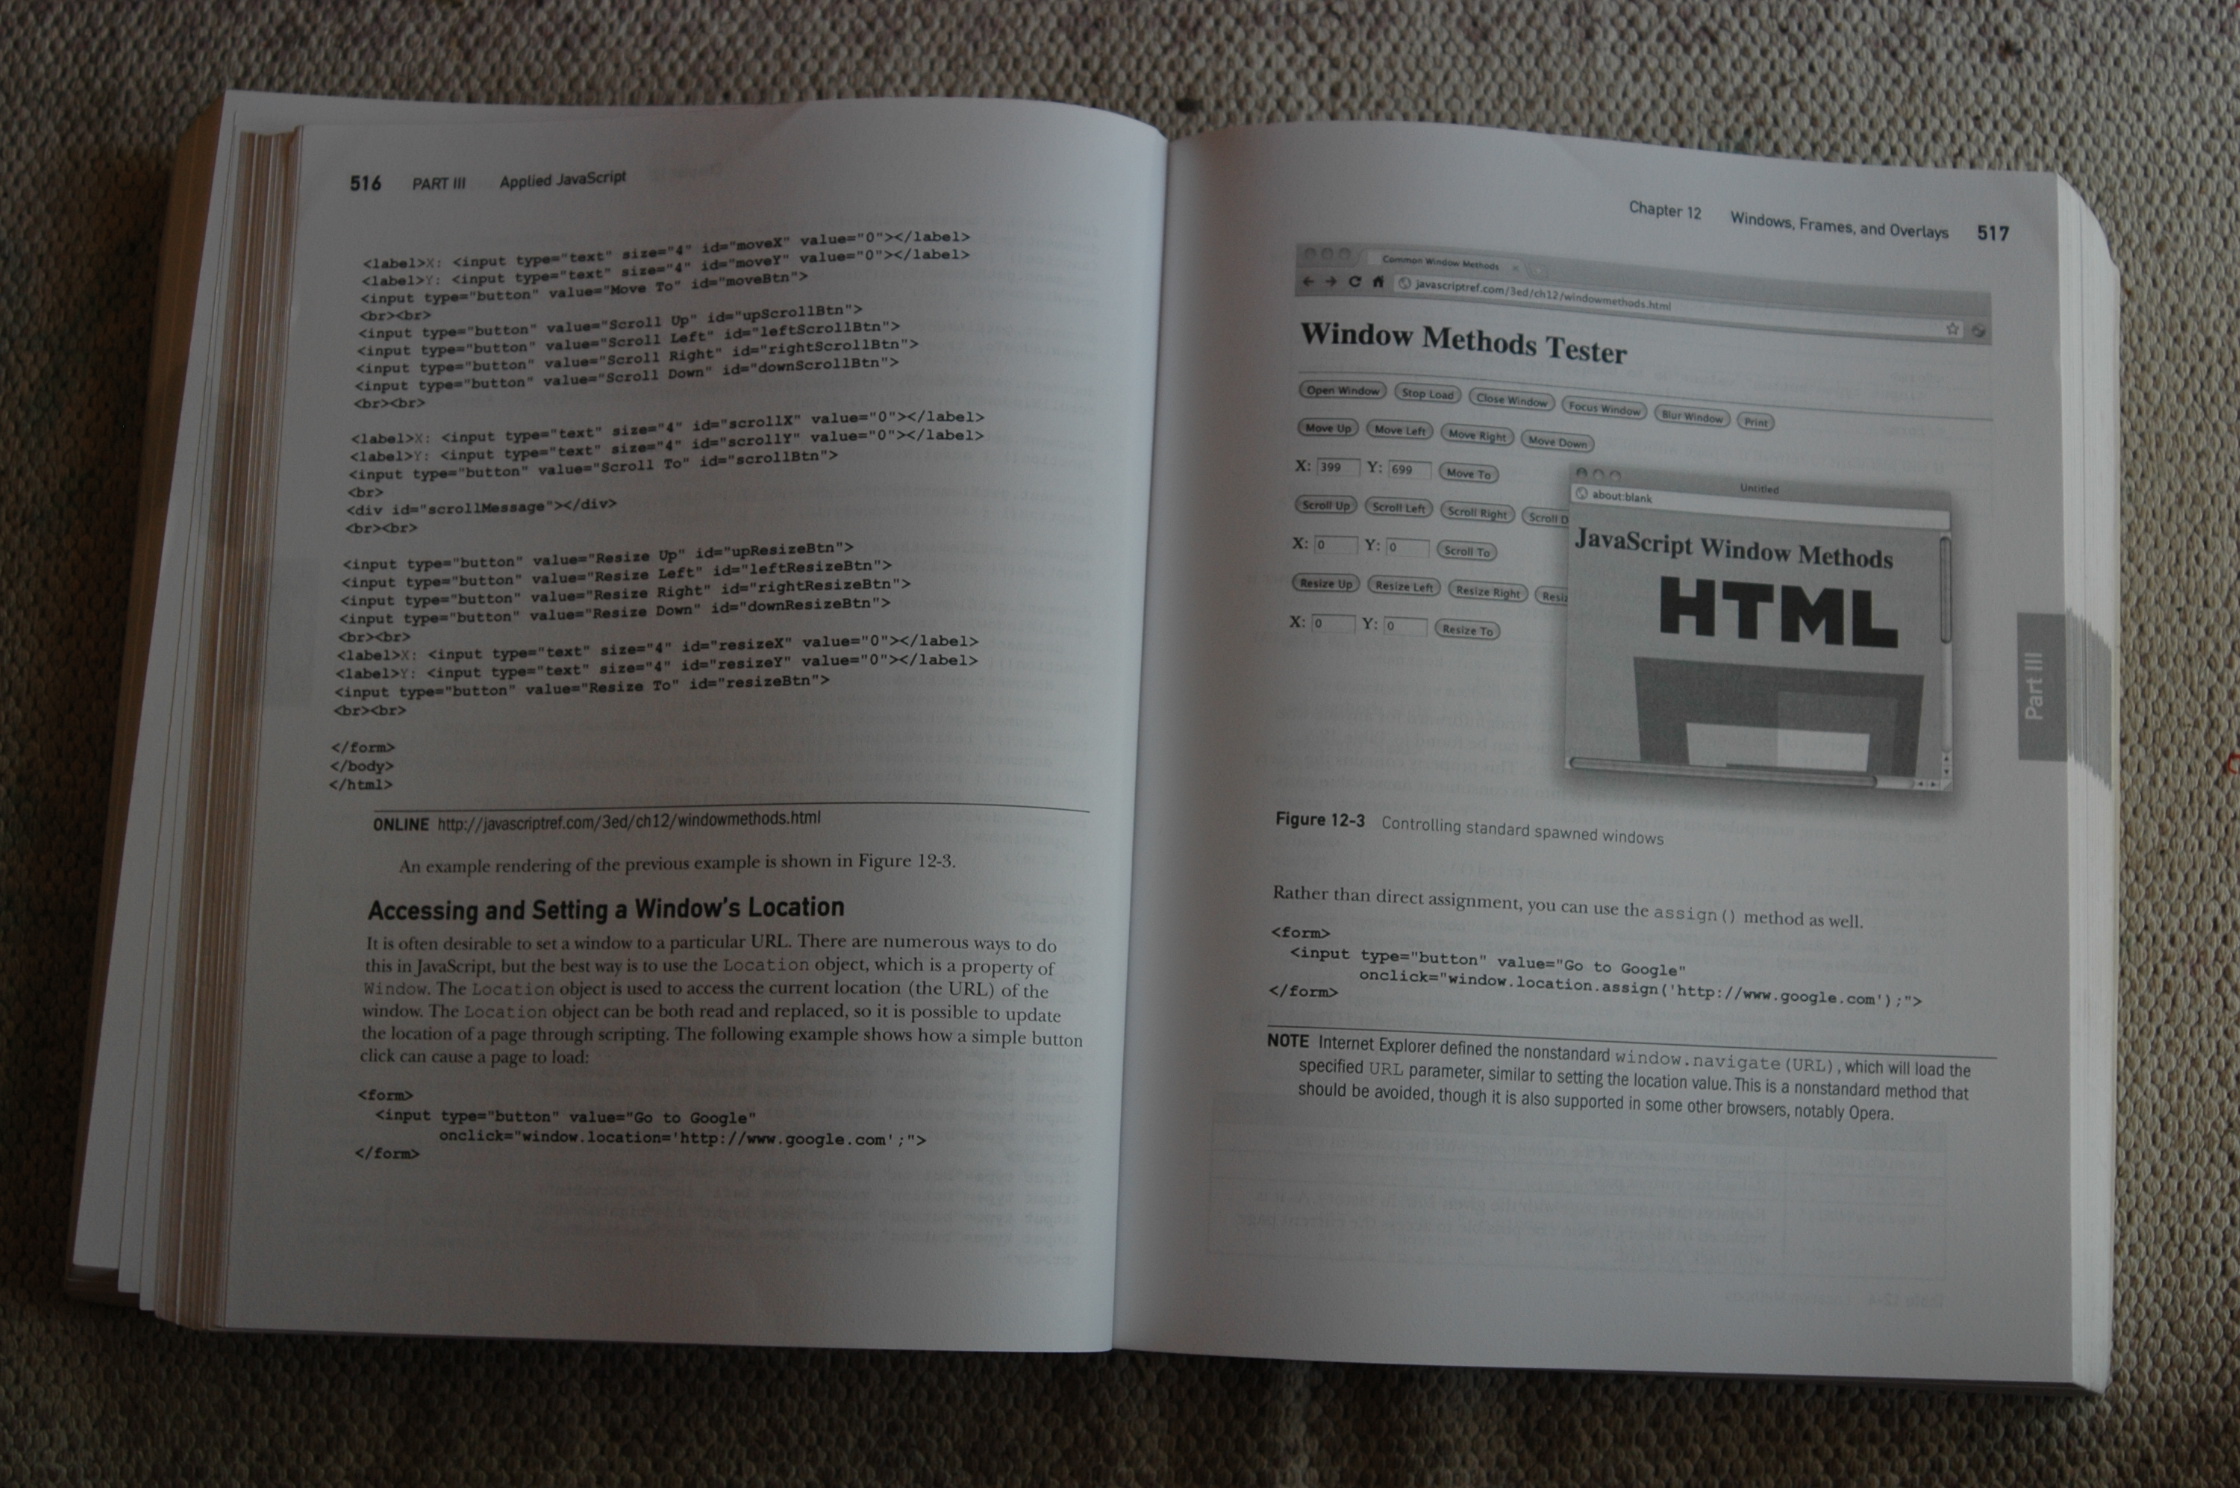 516 PART III Applied JavaScript
<label>X: <input type="text" size="4" id="moveX" value="0"></label>
<label>Y: <input type="text" size="4" id="moveY" value="0"></label>
<input type="button" value="Move To" id="moveBtn">
<br><br>
<input type="button" value="Scroll Up" id="upScrollBtn">
<input type="button" value="Scroll Left" id="leftScrollBtn">
<input type="button" value="Scroll Right" id="rightScrollBtn">
<input type="button" value="Scroll Down" id="downScrollBtn">
<br><br>
<label>X: <input type="text" size="4" id="scrollX" value="0"></label>
<label>Y: <input type="text" size="4" id="scrollY" value="0"></label>
<input type="button" value="Scroll To" id="scrollBtn">
<br>
<div id="scrollMessage"></div>
<br><br>
<input type="button" value="Resize Up" id="upResizeBtn">
<input type="button" value="Resize Left" id="leftResizeBtn">
<input type="button" value="Resize Right" id="rightResizeBtn">
<input type="button" value="Resize Down" id="downResizeBtn">
<br><br>
<label>X: <input type="text" size="4" id="resizeX" value="0"></label>
<label>Y: <input type="text" size="4" id="resizeY" value="0"></label>
<input type="button" value="Resize To" id="resizeBtn">
<br><br>
</form>
</body>
</html>
ONLINE http://javascriptref.com/3ed/ch12/windowmethods.html
An example rendering of the previous example is shown in Figure 12-3.
Accessing and Setting a Window's Location
It is often desirable to set a window to a particular URL. There are numerous ways to do
this in JavaScript, but the best way is to use the Location object, which is a property of
Window. The Location object is used to access the current location (the URL) of the
window. The Location object can be both read and replaced, so it is possible to update
the location of a page through scripting. The following example shows how a simple button
click can cause a page to load:
<form>
<input type="button" value="Go to Google"
onclick="window.location='http://www.google.com';">
</form>
Chapter 12 Windows, Frames, and Overlays 517
Common Window Methods
javascriptref.com/3ed/ch12/windowmethods.html
Window Methods Tester
Open Window Stop Load Close Window Focus Window Blur Window Print
Move Up Move Left Move Right Move Down
X: 399 Y: 699 Move To
Scroll Up Scroll Left Scroll Right Scroll D
X: 0 Y: 0 Scroll To
Resize Up Resize Left Resize Right Resiz
X: 0 Y: 0 Resize To
Untitled
about:blank
JavaScript Window Methods
HTML
Figure 12-3 Controlling standard spawned windows
Rather than direct assignment, you can use the assign() method as well.
<form>
<input type="button" value="Go to Google"
onclick="window.location.assign('http://www.google.com');">
</form>
NOTE Internet Explorer defined the nonstandard window.navigate(URL), which will load the
specified URL parameter, similar to setting the location value. This is a nonstandard method that
should be avoided, though it is also supported in some other browsers, notably Opera.
Part III